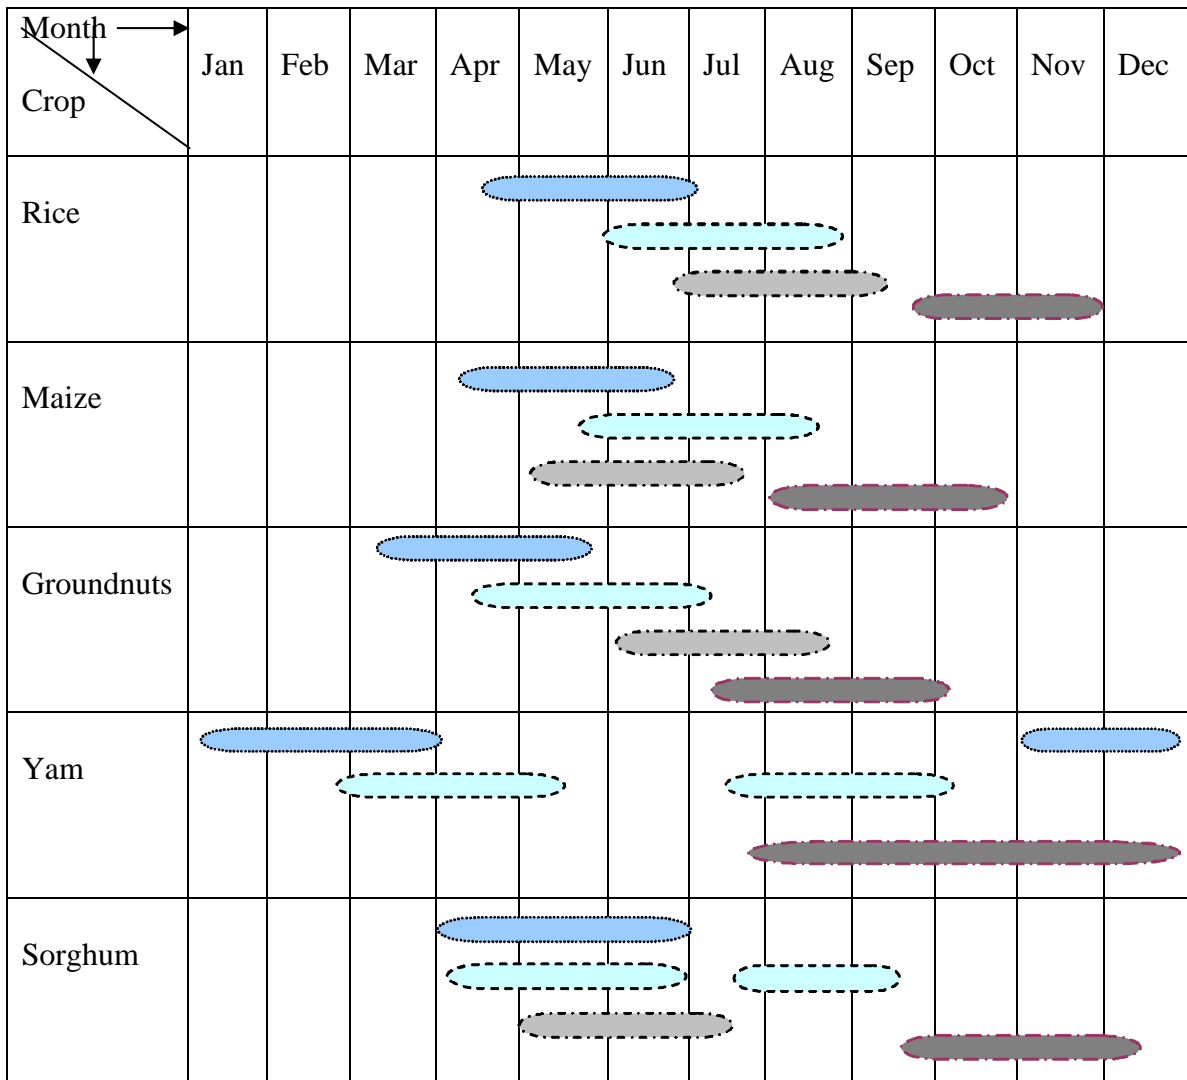 Month
Jan Feb Mar Apr May Jun Jul Aug Sep Oct Nov Dec
Crop
Rice
Maize
Groundnuts
Yam
Sorghum